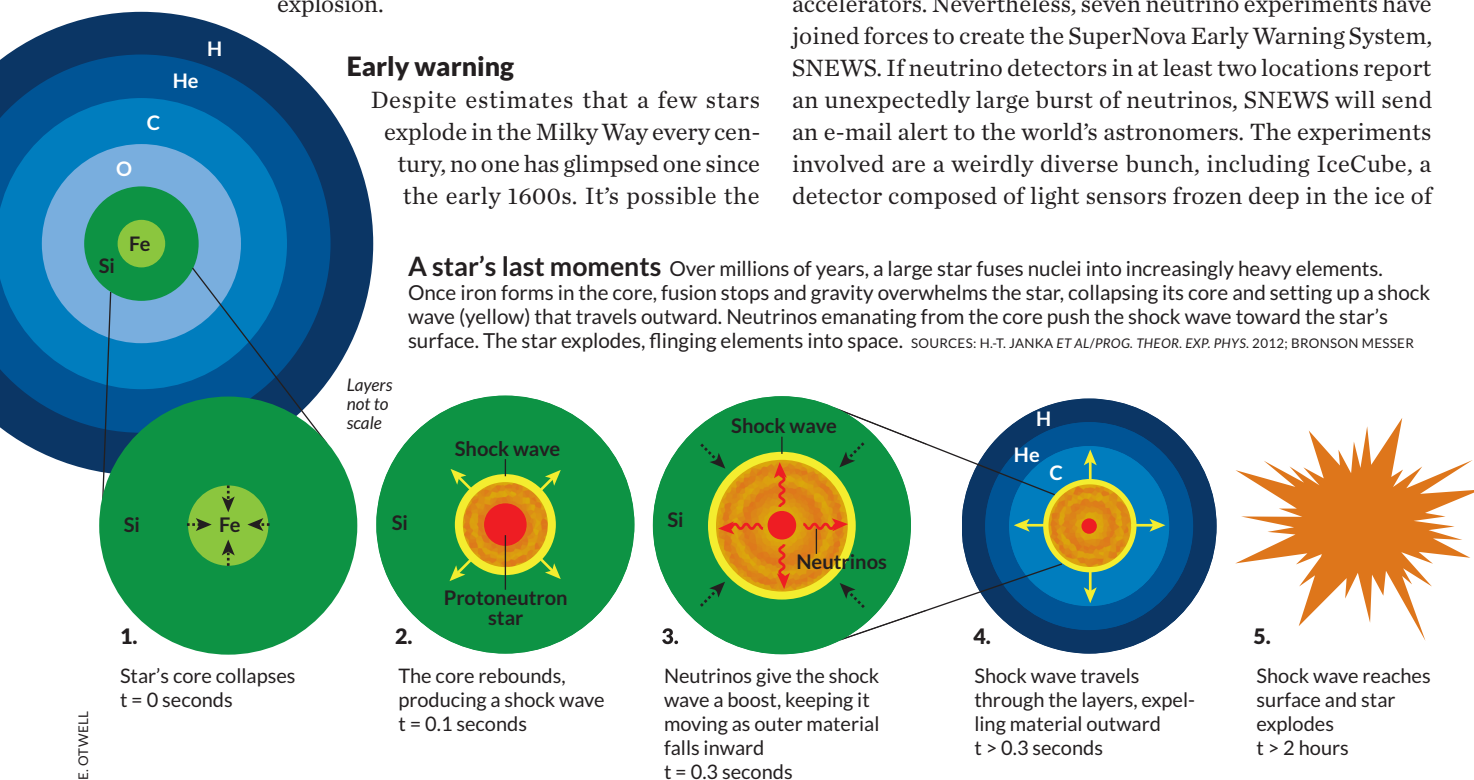 explosion.
Early warning
Despite estimates that a few stars
explode in the Milky Way every cen-
tury, no one has glimpsed one since
the early 1600s. It's possible the
accelerators. Nevertheless, seven neutrino experiments have
joined forces to create the SuperNova Early Warning System,
SNEWS. If neutrino detectors in at least two locations report
an unexpectedly large burst of neutrinos, SNEWS will send
an e-mail alert to the world's astronomers. The experiments
involved are a weirdly diverse bunch, including IceCube, a
detector composed of light sensors frozen deep in the ice of
H
He
C
O
Fe
Si
A star's last moments Over millions of years, a large star fuses nuclei into increasingly heavy elements.
Once iron forms in the core, fusion stops and gravity overwhelms the star, collapsing its core and setting up a shock
wave (yellow) that travels outward. Neutrinos emanating from the core push the shock wave toward the star's
surface. The star explodes, flinging elements into space. SOURCES: H.-T. JANKA ET AL/PROG. THEOR. EXP. PHYS. 2012; BRONSON MESSER
Layers
not to
scale
Si
Fe
1.
Star's core collapses
t = 0 seconds
Shock wave
Si
Protoneutron
star
2.
The core rebounds,
producing a shock wave
t = 0.1 seconds
Shock wave
Si
Neutrinos
3.
Neutrinos give the shock
wave a boost, keeping it
moving as outer material
falls inward
t = 0.3 seconds
H
He
C
4.
Shock wave travels
through the layers, expel-
ling material outward
t > 0.3 seconds
5.
Shock wave reaches
surface and star
explodes
t > 2 hours
E. OTWELL